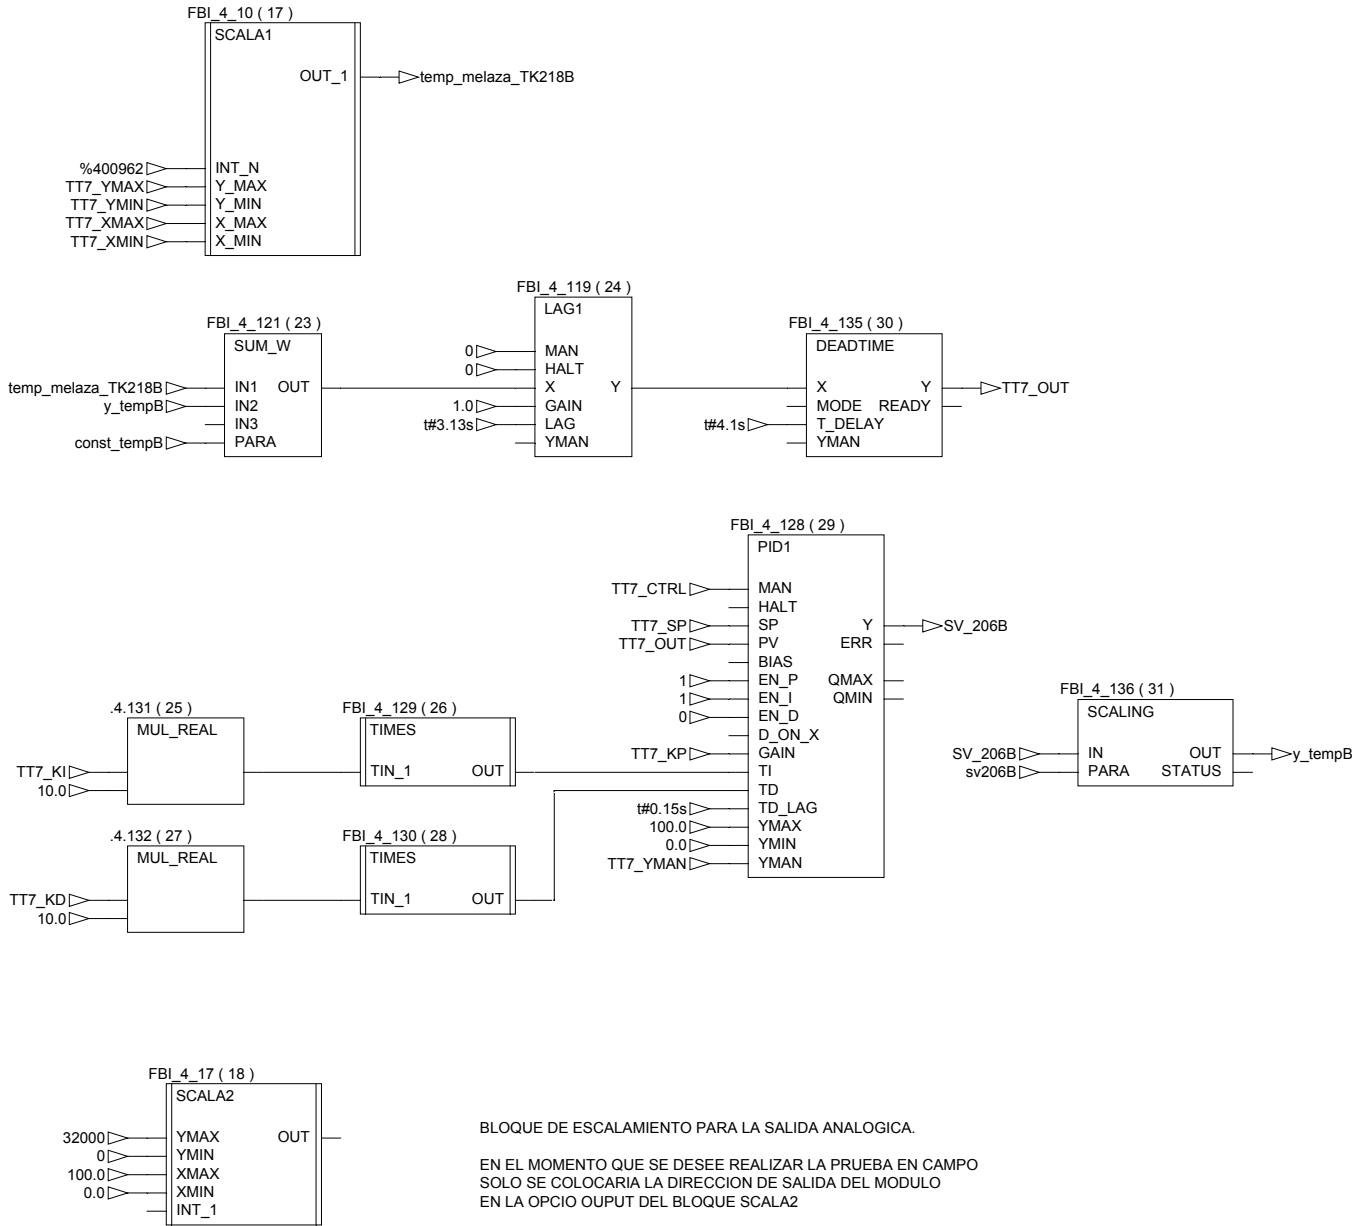 FBI_4_10 ( 17 )
SCALA1
OUT_1 temp_melaza_TK218B
%400962 INT_N
TT7_YMAX Y_MAX
TT7_YMIN Y_MIN
TT7_XMAX X_MAX
TT7_XMIN X_MIN
FBI_4_121 ( 23 )
SUM_W
temp_melaza_TK218B IN1 OUT
y_tempB IN2
IN3
const_tempB PARA
FBI_4_119 ( 24 )
LAG1
0 MAN
0 HALT
X Y
1.0 GAIN
t#3.13s LAG
YMAN
FBI_4_135 ( 30 )
DEADTIME
X Y TT7_OUT
MODE READY
t#4.1s T_DELAY
YMAN
FBI_4_128 ( 29 )
PID1
TT7_CTRL MAN
HALT
TT7_SP SP Y SV_206B
TT7_OUT PV ERR
BIAS
1 EN_P QMAX
1 EN_I QMIN
0 EN_D
D_ON_X
TT7_KP GAIN
TI
TD
t#0.15s TD_LAG
100.0 YMAX
0.0 YMIN
TT7_YMAN YMAN
.4.131 ( 25 )
MUL_REAL
TT7_KI
10.0
FBI_4_129 ( 26 )
TIMES
TIN_1 OUT
.4.132 ( 27 )
MUL_REAL
TT7_KD
10.0
FBI_4_130 ( 28 )
TIMES
TIN_1 OUT
FBI_4_136 ( 31 )
SCALING
SV_206B IN OUT y_tempB
sv206B PARA STATUS
FBI_4_17 ( 18 )
SCALA2
32000 YMAX OUT
0 YMIN
100.0 XMAX
0.0 XMIN
INT_1
BLOQUE DE ESCALAMIENTO PARA LA SALIDA ANALOGICA.
EN EL MOMENTO QUE SE DESEE REALIZAR LA PRUEBA EN CAMPO
SOLO SE COLOCARIA LA DIRECCION DE SALIDA DEL MODULO
EN LA OPCIO OUPUT DEL BLOQUE SCALA2